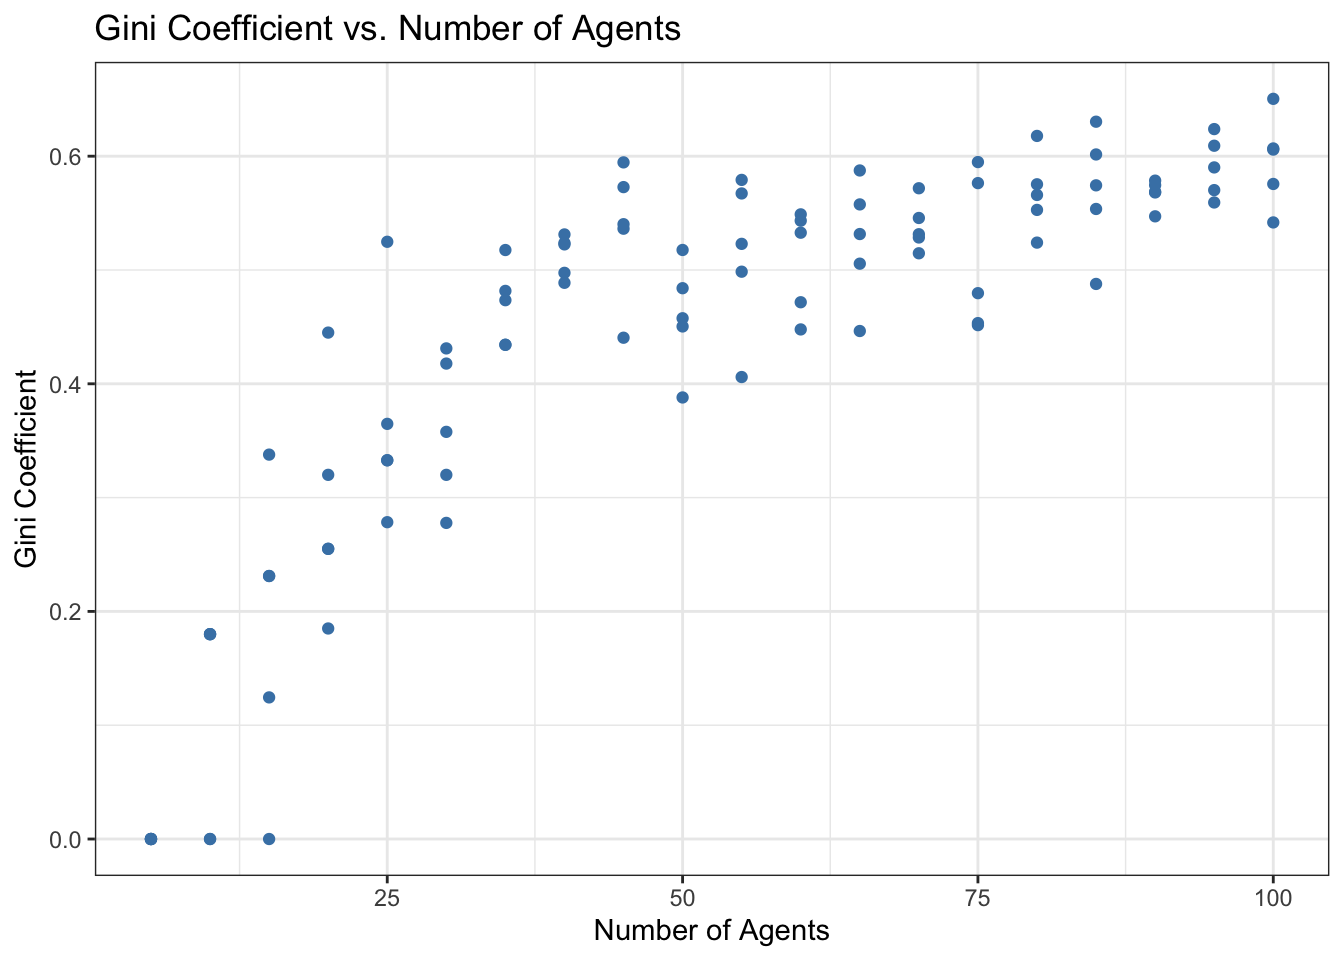 Gini Coefficient vs. Number of Agents
Gini Coefficient
0.6
0.4
0.2
0.0
25 50 75 100
Number of Agents